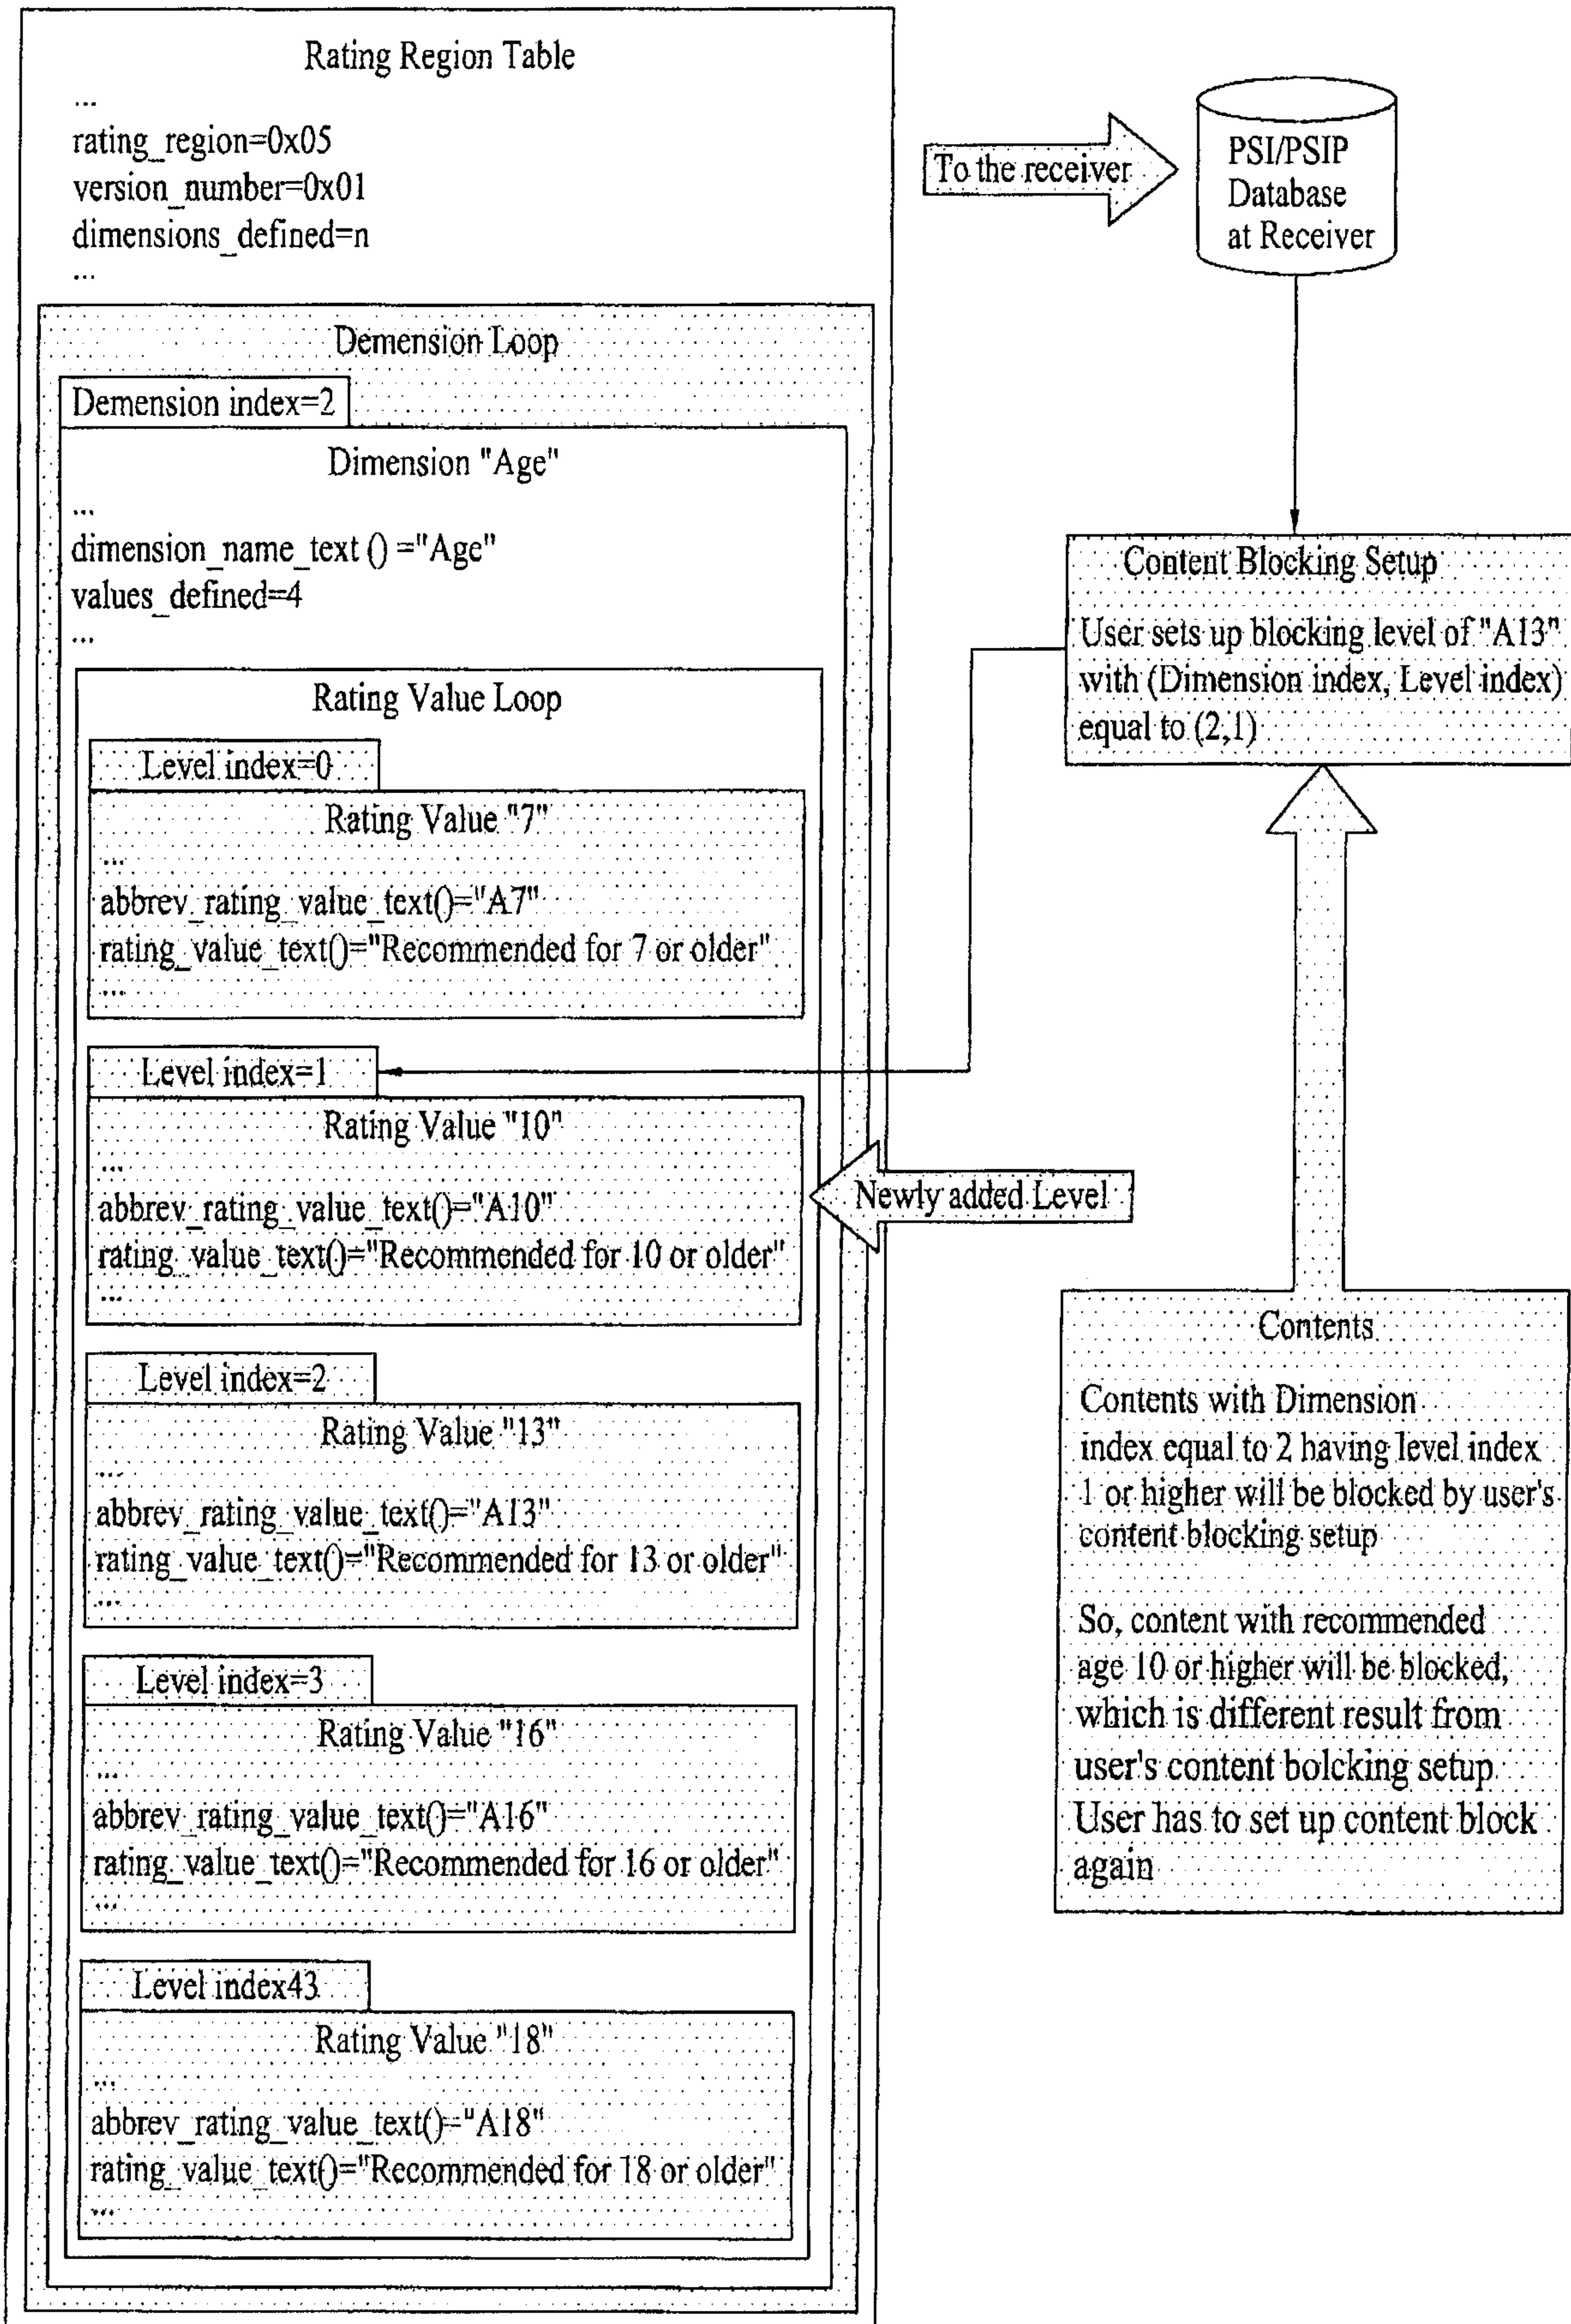 Rating Region Table
...
rating_region=0x05
version_number=0x01
dimensions_defined=n
...
Demension Loop
Demension index=2
Dimension "Age"
...
dimension_name_text () ="Age"
values_defined=4
...
Rating Value Loop
Level index=0
Rating Value "7"
...
abbrev_rating_value_text()="A7"
rating_value_text()="Recommended for 7 or older"
...
Level index=1
Rating Value "10"
...
abbrev_rating_value_text()="A10"
rating_value_text()="Recommended for 10 or older"
...
Level index=2
Rating Value "13"
...
abbrev_rating_value_text()="A13"
rating_value_text()="Recommended for 13 or older"
...
Level index=3
Rating Value "16"
...
abbrev_rating_value_text()="A16"
rating_value_text()="Recommended for 16 or older"
...
Level index43
Rating Value "18"
...
abbrev_rating_value_text()="A18"
rating_value_text()="Recommended for 18 or older"
...
To the receiver
PSI/PSIP
Database
at Receiver
Content Blocking Setup
User sets up blocking level of "A13"
with (Dimension index, Level index)
equal to (2,1)
Newly added Level
Contents
Contents with Dimension
index equal to 2 having level index
1 or higher will be blocked by user's
content blocking setup
So, content with recommended
age 10 or higher will be blocked,
which is different result from
user's content bolcking setup
User has to set up content block
again